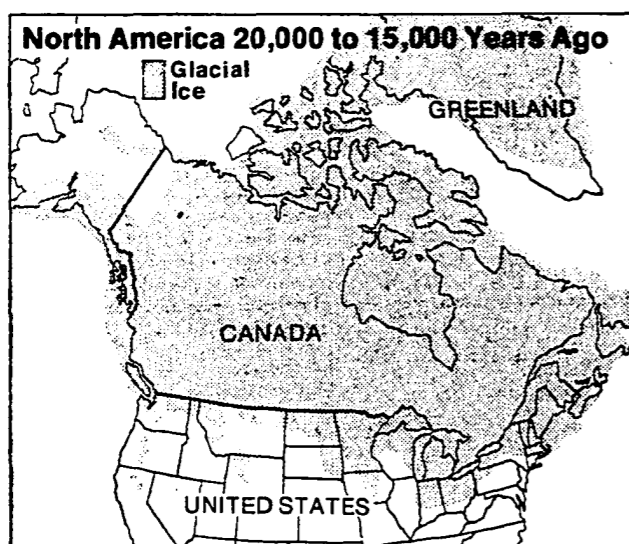 North America 20,000 to 15,000 Years Ago
Glacial
Ice
GREENLAND
CANADA
UNITED STATES